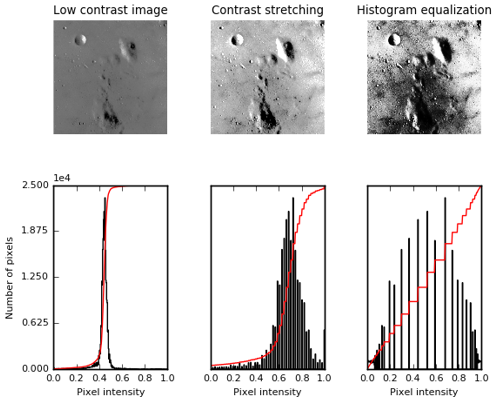 Low contrast image
Contrast stretching
Histogram equalization
1e4
2.500
1.875
1.250
0.625
0.000
Number of pixels
0.0 0.2 0.4 0.6 0.8 1.0
Pixel intensity
0.0 0.2 0.4 0.6 0.8 1.0
Pixel intensity
0.0 0.2 0.4 0.6 0.8 1.0
Pixel intensity